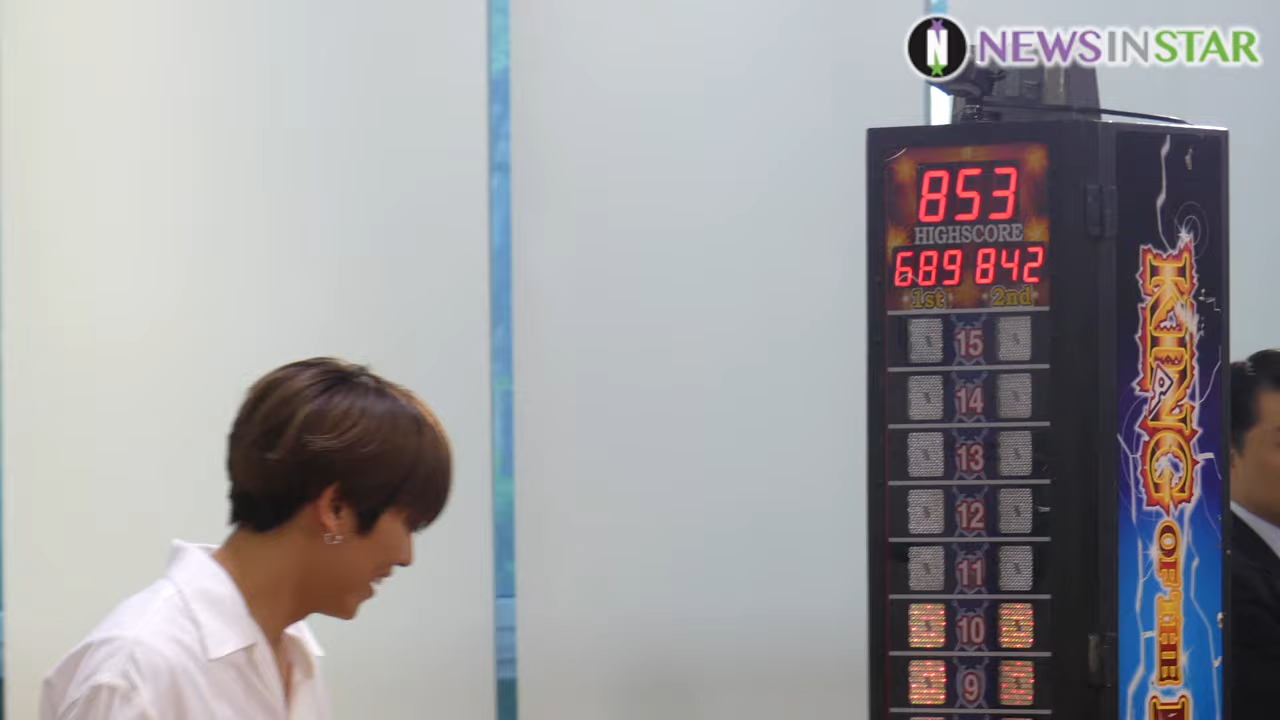 N NEWSINSTAR
853
HIGHSCORE
689 842
1st 2nd
15
14
13
12
11
10
9
KING OF THE